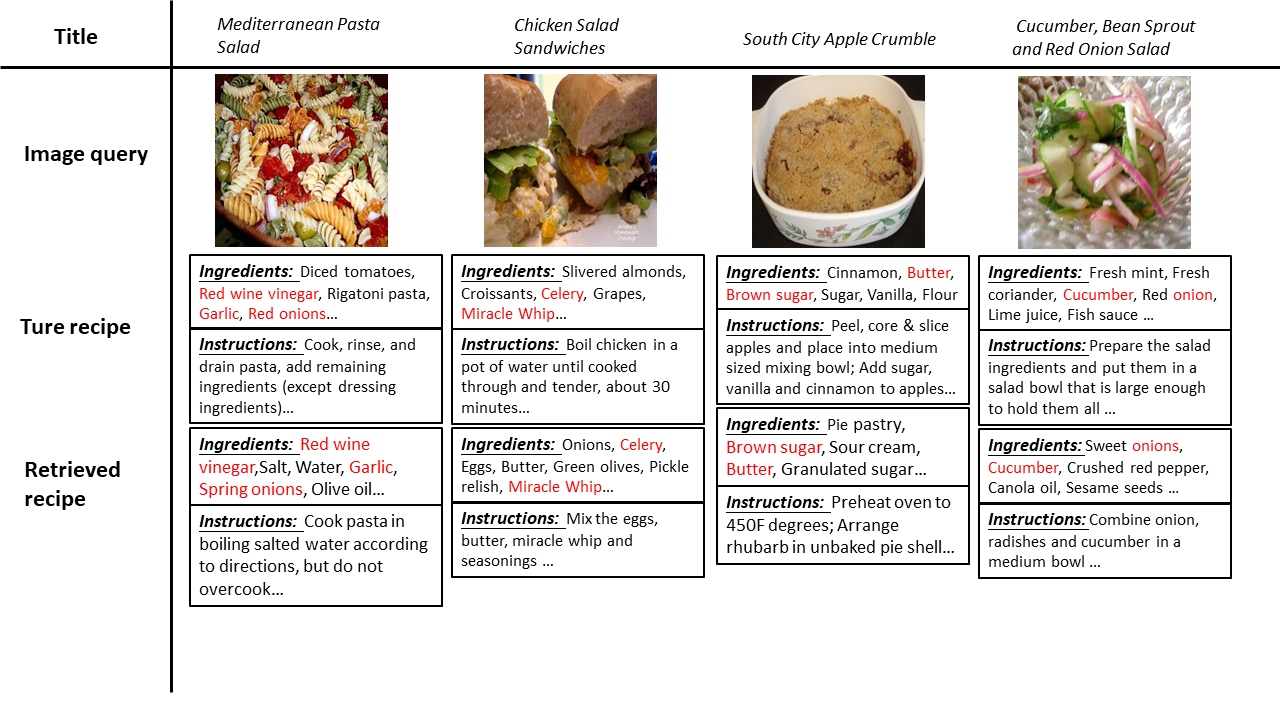 Title
Mediterranean Pasta
Salad
Chicken Salad
Sandwiches
South City Apple Crumble
Cucumber, Bean Sprout
and Red Onion Salad
Image query
Ture recipe
Ingredients: Diced tomatoes,
Red wine vinegar, Rigatoni pasta,
Garlic, Red onions...
Instructions: Cook, rinse, and
drain pasta, add remaining
ingredients (except dressing
ingredients)...
Ingredients: Slivered almonds,
Croissants, Celery, Grapes,
Miracle Whip...
Instructions: Boil chicken in a
pot of water until cooked
through and tender, about 30
minutes...
Ingredients: Cinnamon, Butter,
Brown sugar, Sugar, Vanilla, Flour
Instructions: Peel, core & slice
apples and place into medium
sized mixing bowl; Add sugar,
vanilla and cinnamon to apples...
Ingredients: Fresh mint, Fresh
coriander, Cucumber, Red onion,
Lime juice, Fish sauce ...
Instructions: Prepare the salad
ingredients and put them in a
salad bowl that is large enough
to hold them all ...
Retrieved
recipe
Ingredients: Red wine
vinegar,Salt, Water, Garlic,
Spring onions, Olive oil...
Instructions: Cook pasta in
boiling salted water according
to directions, but do not
overcook...
Ingredients: Onions, Celery,
Eggs, Butter, Green olives, Pickle
relish, Miracle Whip...
Instructions: Mix the eggs,
butter, miracle whip and
seasonings ...
Ingredients: Pie pastry,
Brown sugar, Sour cream,
Butter, Granulated sugar...
Instructions: Preheat oven to
450F degrees; Arrange
rhubarb in unbaked pie shell...
Ingredients: Sweet onions,
Cucumber, Crushed red pepper,
Canola oil, Sesame seeds ...
Instructions: Combine onion,
radishes and cucumber in a
medium bowl ...